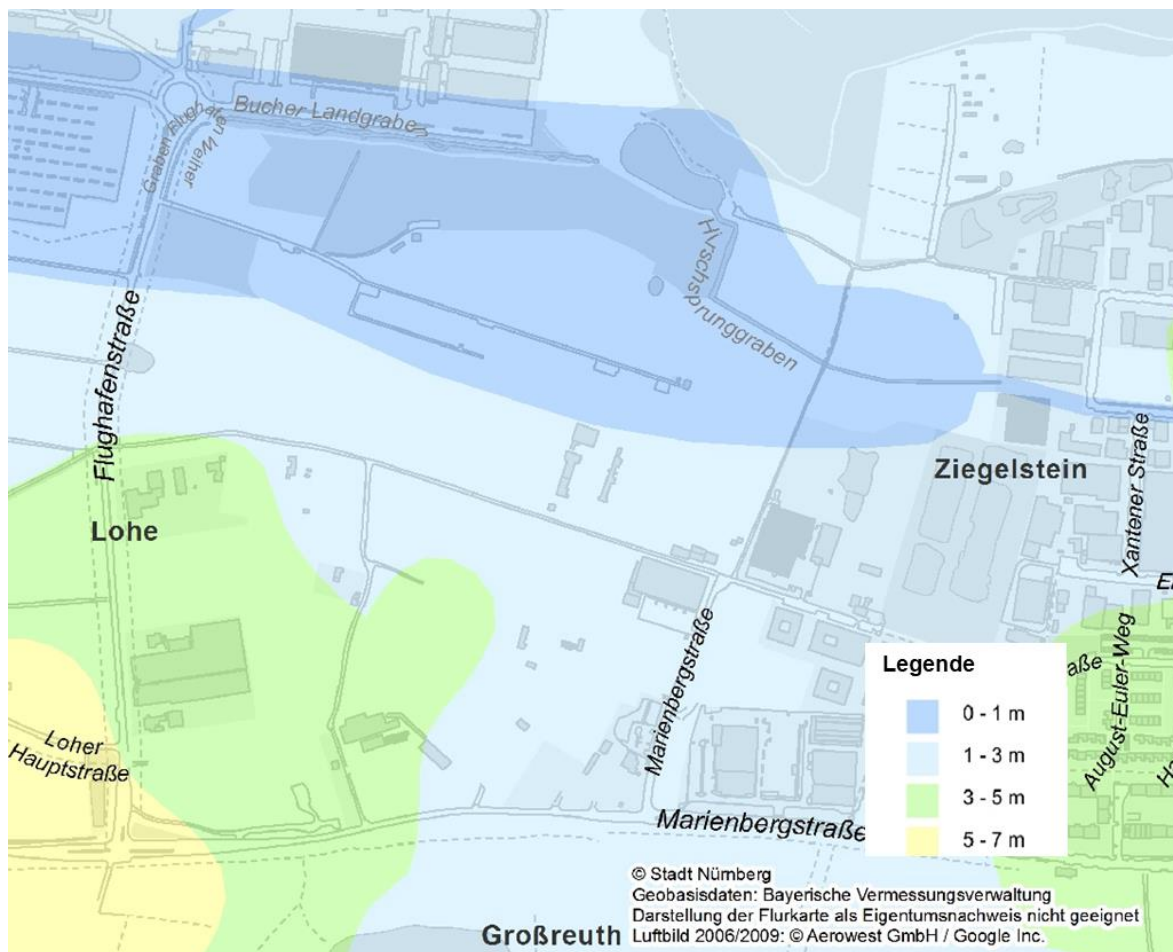 Bucher Landgraben
Graben Flughafen
Weiher
Hirschsprunggraben
Flughafenstraße
Ziegelstein
Xantener Straße
Lohe
Marienbergstraße
August-Euler-Weg
Legende
0 - 1 m
1 - 3 m
3 - 5 m
5 - 7 m
Loher
Hauptstraße
Marienbergstraße
Großreuth
© Stadt Nürnberg
Geobasisdaten: Bayerische Vermessungsverwaltung
Darstellung der Flurkarte als Eigentumsnachweis nicht geeignet
Luftbild 2006/2009: © Aerowest GmbH / Google Inc.